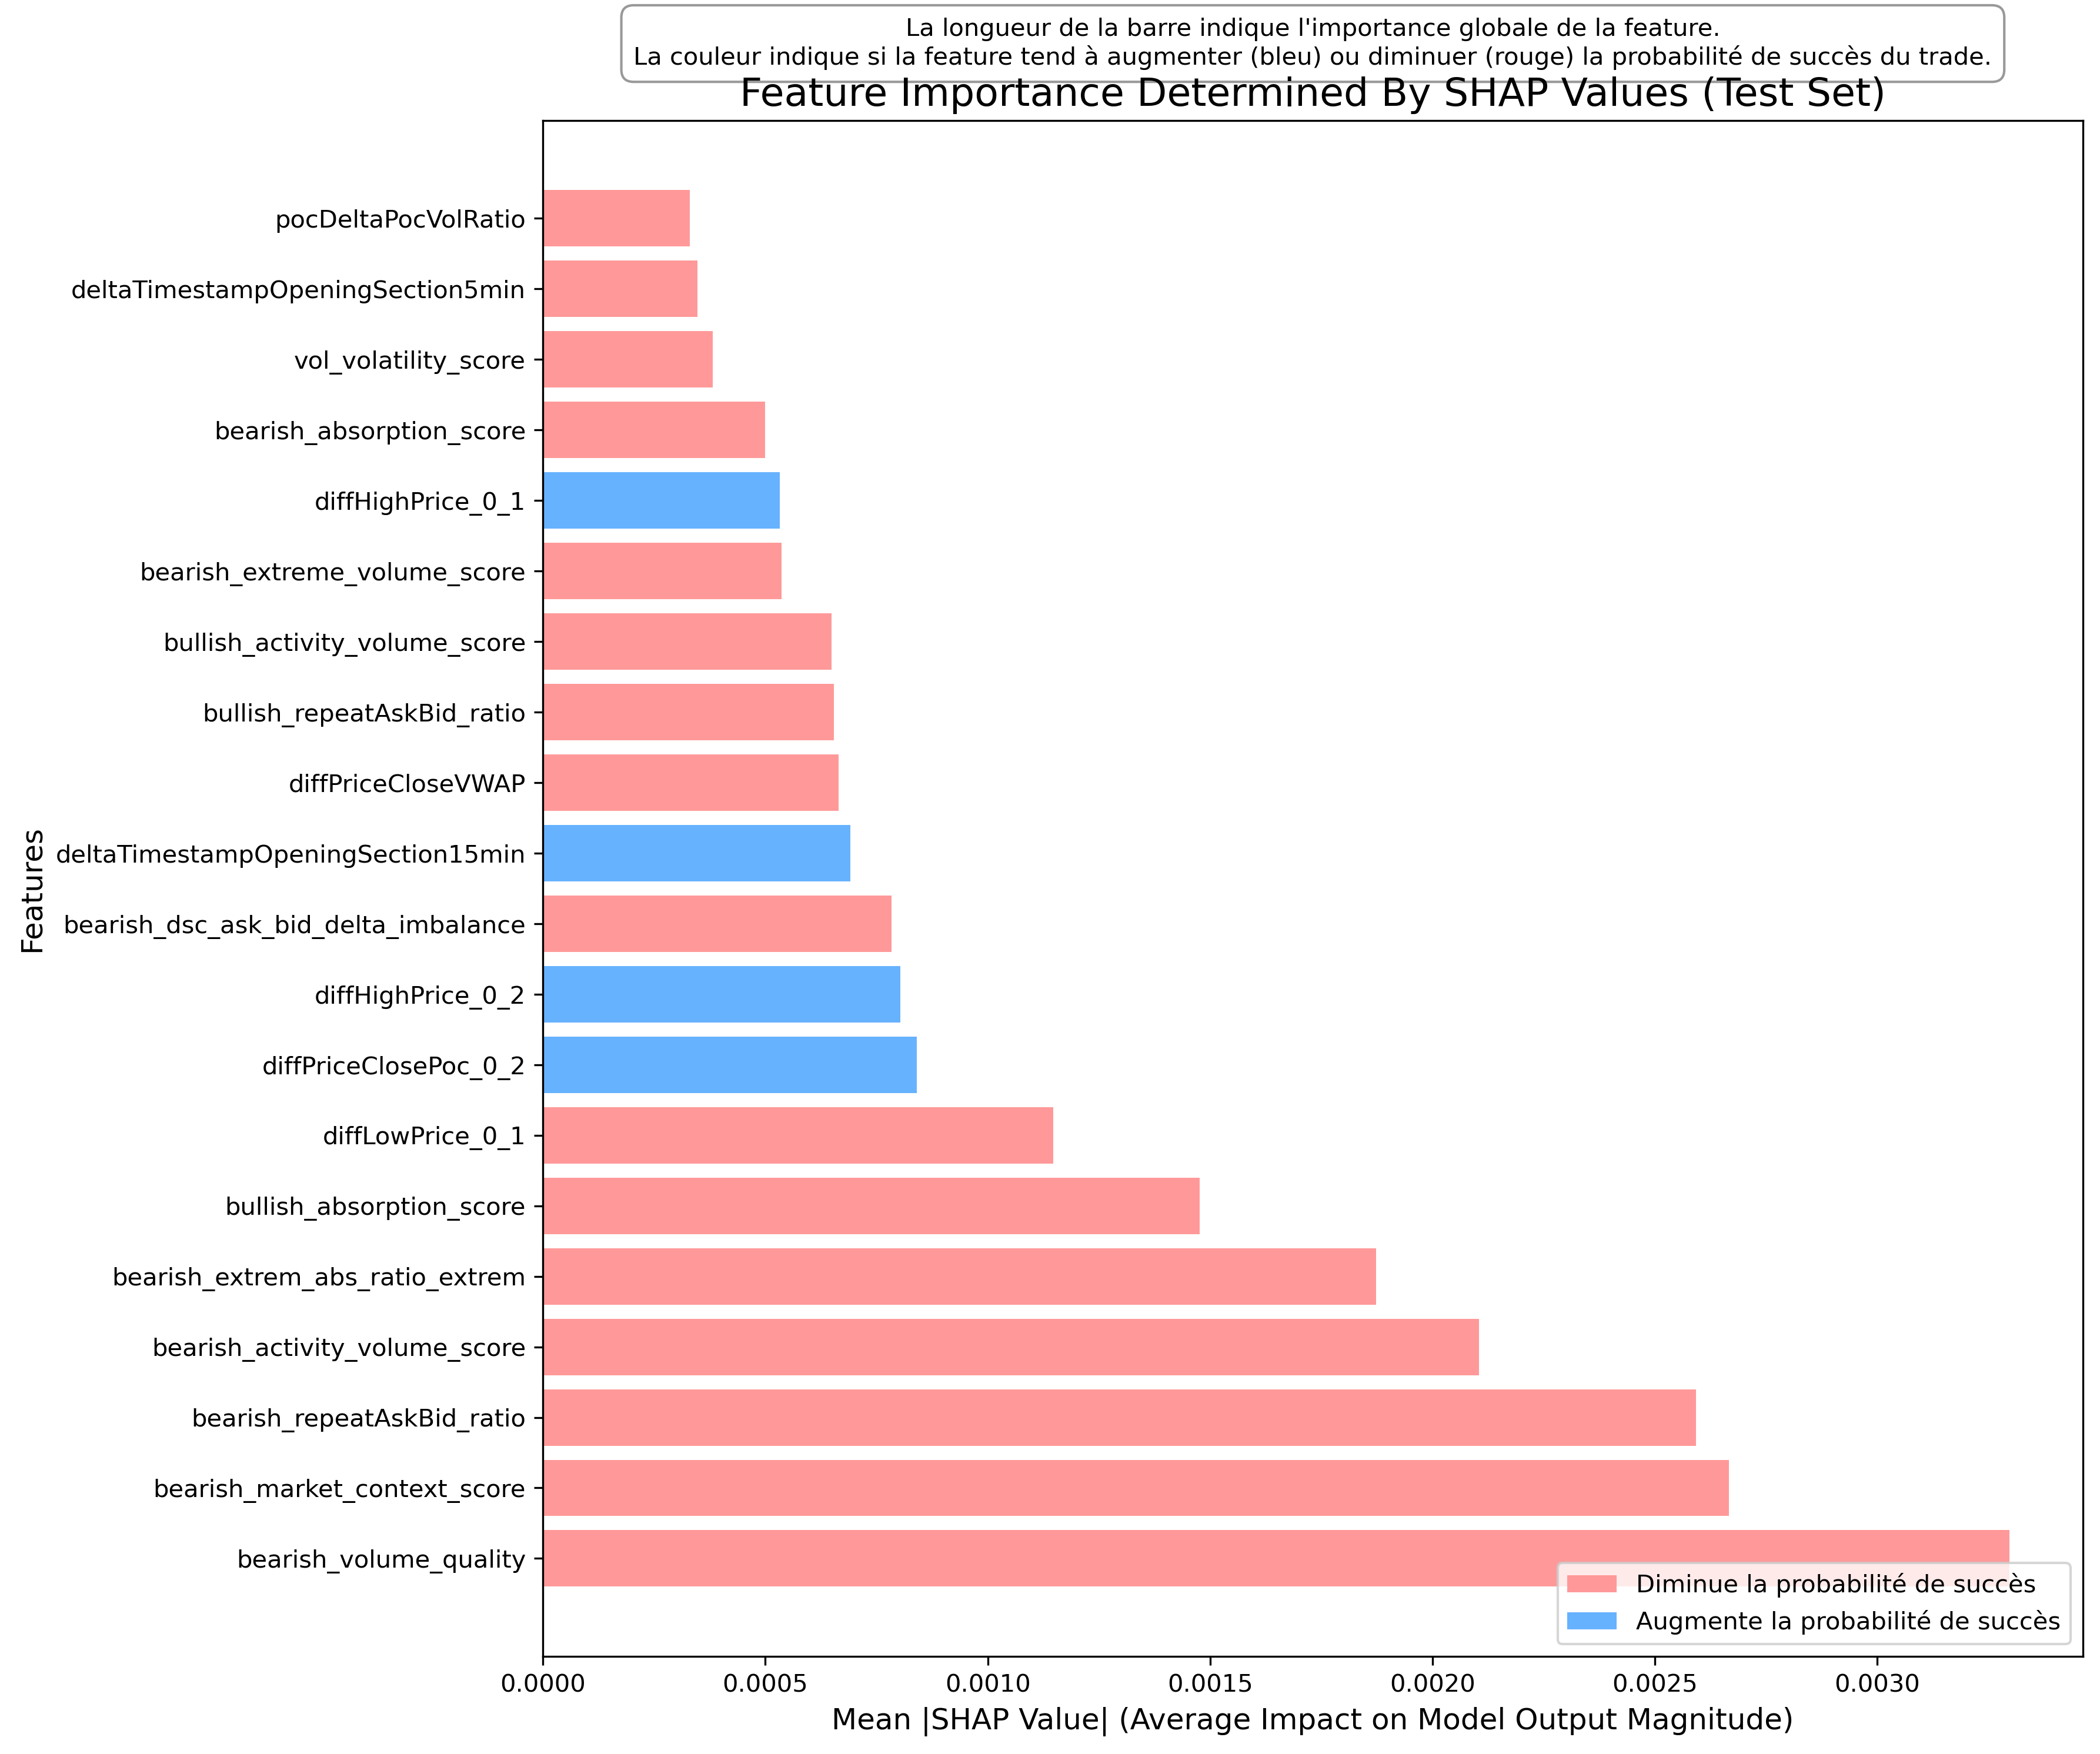 La longueur de la barre indique l'importance globale de la feature.
La couleur indique si la feature tend à augmenter (bleu) ou diminuer (rouge) la probabilité de succès du trade.
Feature Importance Determined By SHAP Values (Test Set)
Features
pocDeltaPocVolRatio
deltaTimestampOpeningSection5min
vol_volatility_score
bearish_absorption_score
diffHighPrice_0_1
bearish_extreme_volume_score
bullish_activity_volume_score
bullish_repeatAskBid_ratio
diffPriceCloseVWAP
deltaTimestampOpeningSection15min
bearish_dsc_ask_bid_delta_imbalance
diffHighPrice_0_2
diffPriceClosePoc_0_2
diffLowPrice_0_1
bullish_absorption_score
bearish_extrem_abs_ratio_extrem
bearish_activity_volume_score
bearish_repeatAskBid_ratio
bearish_market_context_score
bearish_volume_quality
Diminue la probabilité de succès
Augmente la probabilité de succès
0.0000 0.0005 0.0010 0.0015 0.0020 0.0025 0.0030
Mean |SHAP Value| (Average Impact on Model Output Magnitude)